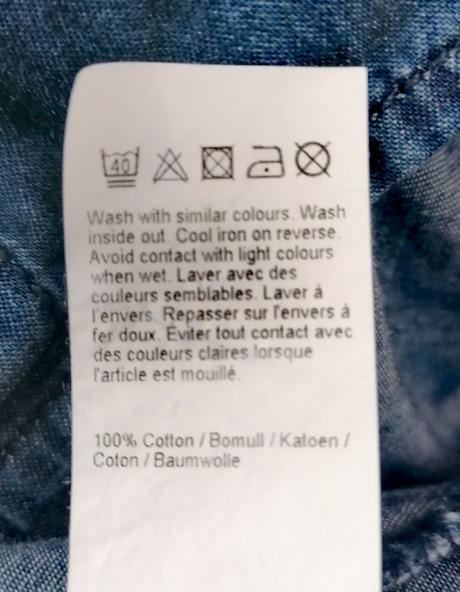 40
Wash with similar colours. Wash
inside out. Cool iron on reverse.
Avoid contact with light colours
when wet. Laver avec des
couleurs semblables. Laver à
l'envers. Repasser sur l'envers à
fer doux. Éviter tout contact avec
des couleurs claires lorsque
l'article est mouillé.
100% Cotton / Bomull / Katoen /
Coton / Baumwolle.